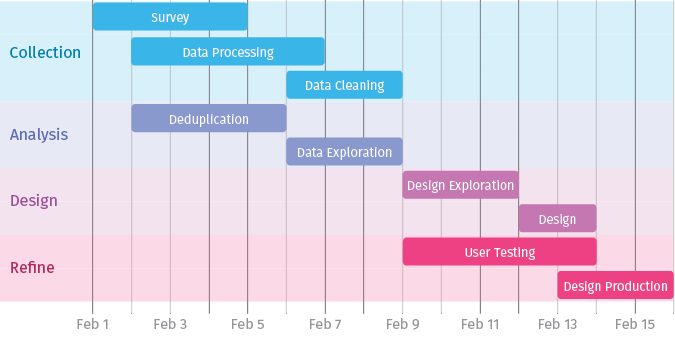 Survey
Collection
Data Processing
Data Cleaning
Deduplication
Analysis
Data Exploration
Design Exploration
Design
Design
User Testing
Refine
Design Production
Feb 1 Feb 3 Feb 5 Feb 7 Feb 9 Feb 11 Feb 13 Feb 15